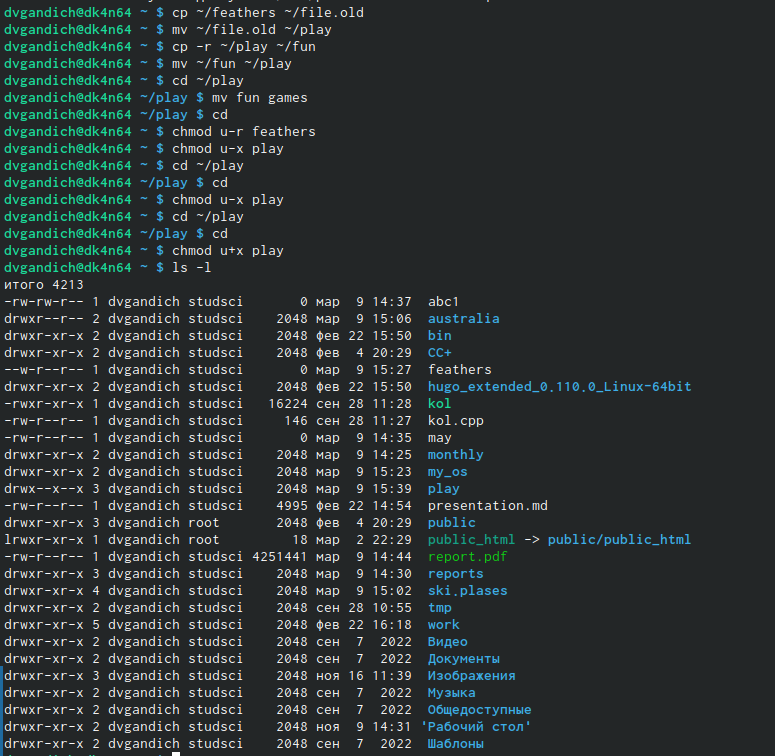 dvgandich@dk4n64 ~ $ cp ~/feathers ~/file.old
dvgandich@dk4n64 ~ $ mv ~/file.old ~/play
dvgandich@dk4n64 ~ $ cp -r ~/play ~/fun
dvgandich@dk4n64 ~ $ mv ~/fun ~/play
dvgandich@dk4n64 ~ $ cd ~/play
dvgandich@dk4n64 ~/play $ mv fun games
dvgandich@dk4n64 ~/play $ cd
dvgandich@dk4n64 ~ $ chmod u-r feathers
dvgandich@dk4n64 ~ $ chmod u-x play
dvgandich@dk4n64 ~ $ cd ~/play
dvgandich@dk4n64 ~/play $ cd
dvgandich@dk4n64 ~ $ chmod u-x play
dvgandich@dk4n64 ~ $ cd ~/play
dvgandich@dk4n64 ~/play $ cd
dvgandich@dk4n64 ~ $ chmod u+x play
dvgandich@dk4n64 ~ $ ls -l
итого 4213
-rw-rw-r-- 1 dvgandich studsci       0 мар  9 14:37  abc1
drwxr--r-- 2 dvgandich studsci    2048 мар  9 15:06  australia
drwxr-xr-x 2 dvgandich studsci    2048 фев 22 15:50  bin
drwxr-xr-x 2 dvgandich studsci    2048 фев  4 20:29  CC+
--w-r--r-- 1 dvgandich studsci       0 мар  9 15:27  feathers
drwxr-xr-x 2 dvgandich studsci    2048 фев 22 15:50  hugo_extended_0.110.0_Linux-64bit
-rwxr-xr-x 1 dvgandich studsci   16224 сен 28 11:28  kol
-rw-r--r-- 1 dvgandich studsci     146 сен 28 11:27  kol.cpp
-rw-r--r-- 1 dvgandich studsci       0 мар  9 14:35  may
drwxr-xr-x 2 dvgandich studsci    2048 мар  9 14:25  monthly
drwxr-xr-x 2 dvgandich studsci    2048 мар  9 15:23  my_os
drwx--x--x 3 dvgandich studsci    2048 мар  9 15:39  play
-rw-r--r-- 1 dvgandich studsci    4995 фев 22 14:54  presentation.md
drwxr-xr-x 3 dvgandich root       2048 фев  4 20:29  public
lrwxr-xr-x 1 dvgandich root         18 мар  2 22:29  public_html -> public/public_html
-rw-r--r-- 1 dvgandich studsci 4251441 мар  9 14:44  report.pdf
drwxr-xr-x 3 dvgandich studsci    2048 мар  9 14:30  reports
drwxr-xr-x 4 dvgandich studsci    2048 мар  9 15:02  ski.plases
drwxr-xr-x 2 dvgandich studsci    2048 сен 28 10:55  tmp
drwxr-xr-x 5 dvgandich studsci    2048 фев 22 16:18  work
drwxr-xr-x 2 dvgandich studsci    2048 сен  7  2022  Видео
drwxr-xr-x 2 dvgandich studsci    2048 сен  7  2022  Документы
drwxr-xr-x 3 dvgandich studsci    2048 ноя 16 11:39  Изображения
drwxr-xr-x 2 dvgandich studsci    2048 сен  7  2022  Музыка
drwxr-xr-x 2 dvgandich studsci    2048 сен  7  2022  Общедоступные
drwxr-xr-x 2 dvgandich studsci    2048 ноя  9 14:31 'Рабочий стол'
drwxr-xr-x 2 dvgandich studsci    2048 сен  7  2022  Шаблоны